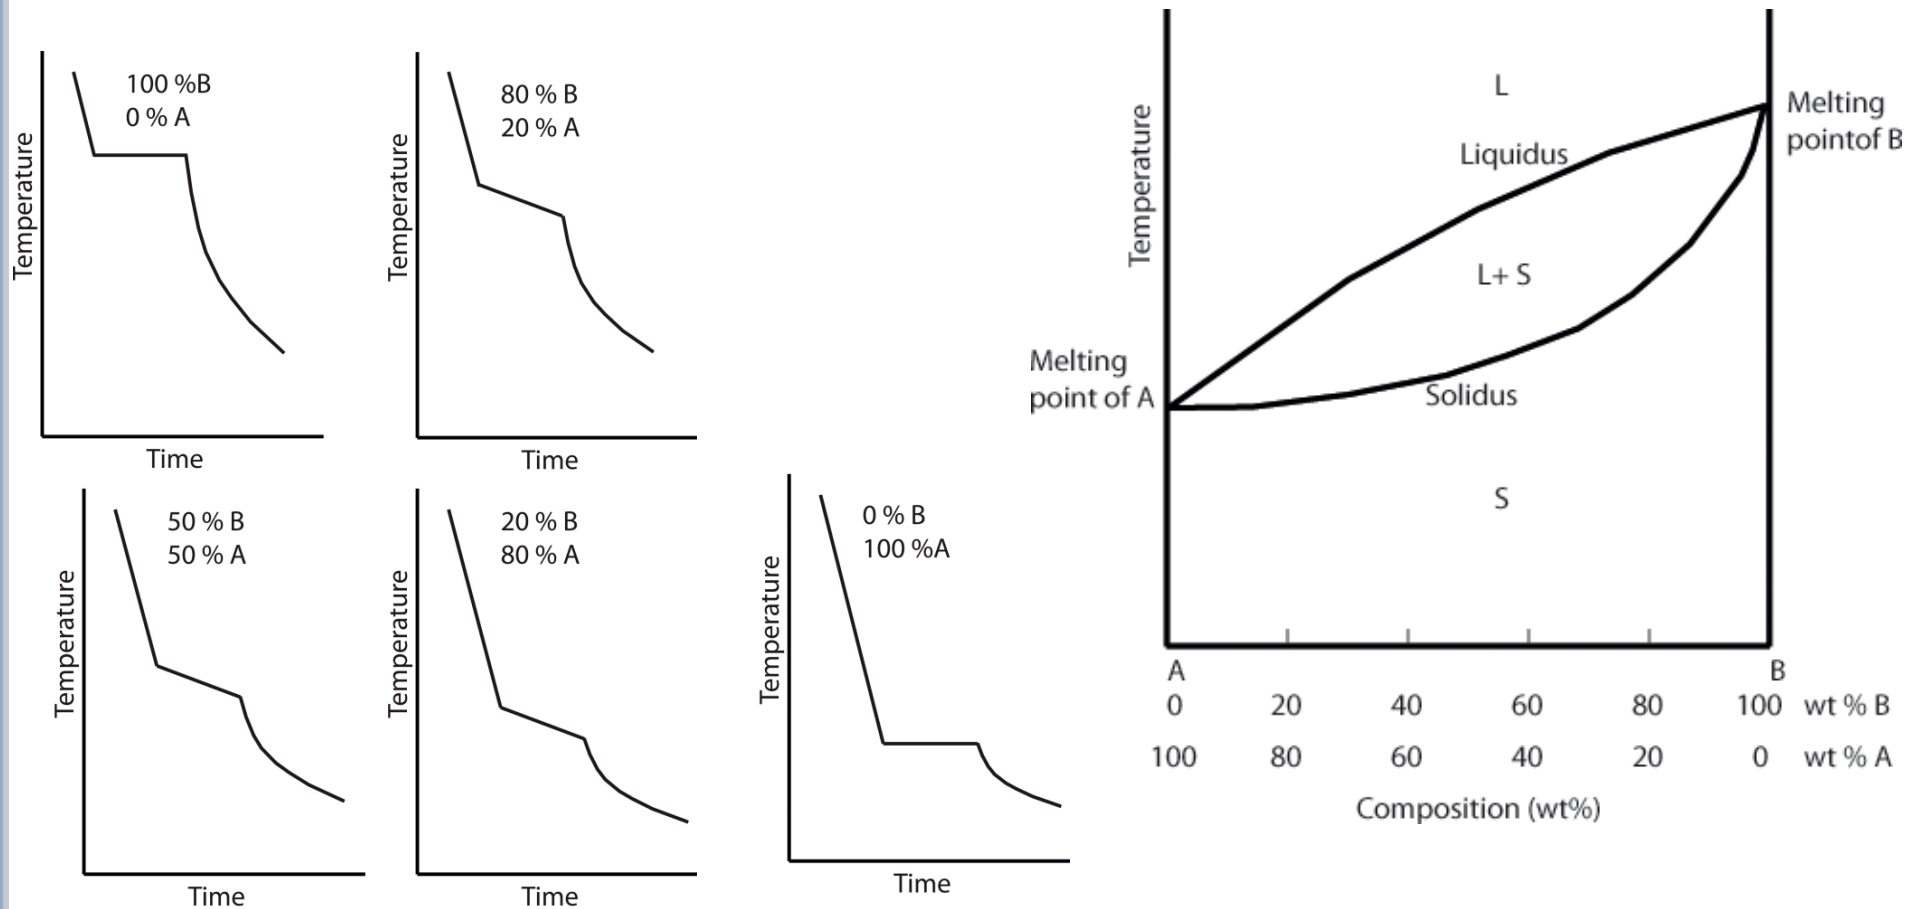 100 %B
0 % A
Temperature
Time
80 % B
20 % A
Temperature
Time
50 % B
50 % A
Temperature
Time
20 % B
80 % A
Temperature
Time
0 % B
100 %A
Temperature
Time
L
Melting
pointof B
Liquidus
Temperature
L+ S
Melting
point of A
Solidus
S
A B
0 20 40 60 80 100 wt % B
100 80 60 40 20 0 wt % A
Composition (wt%)